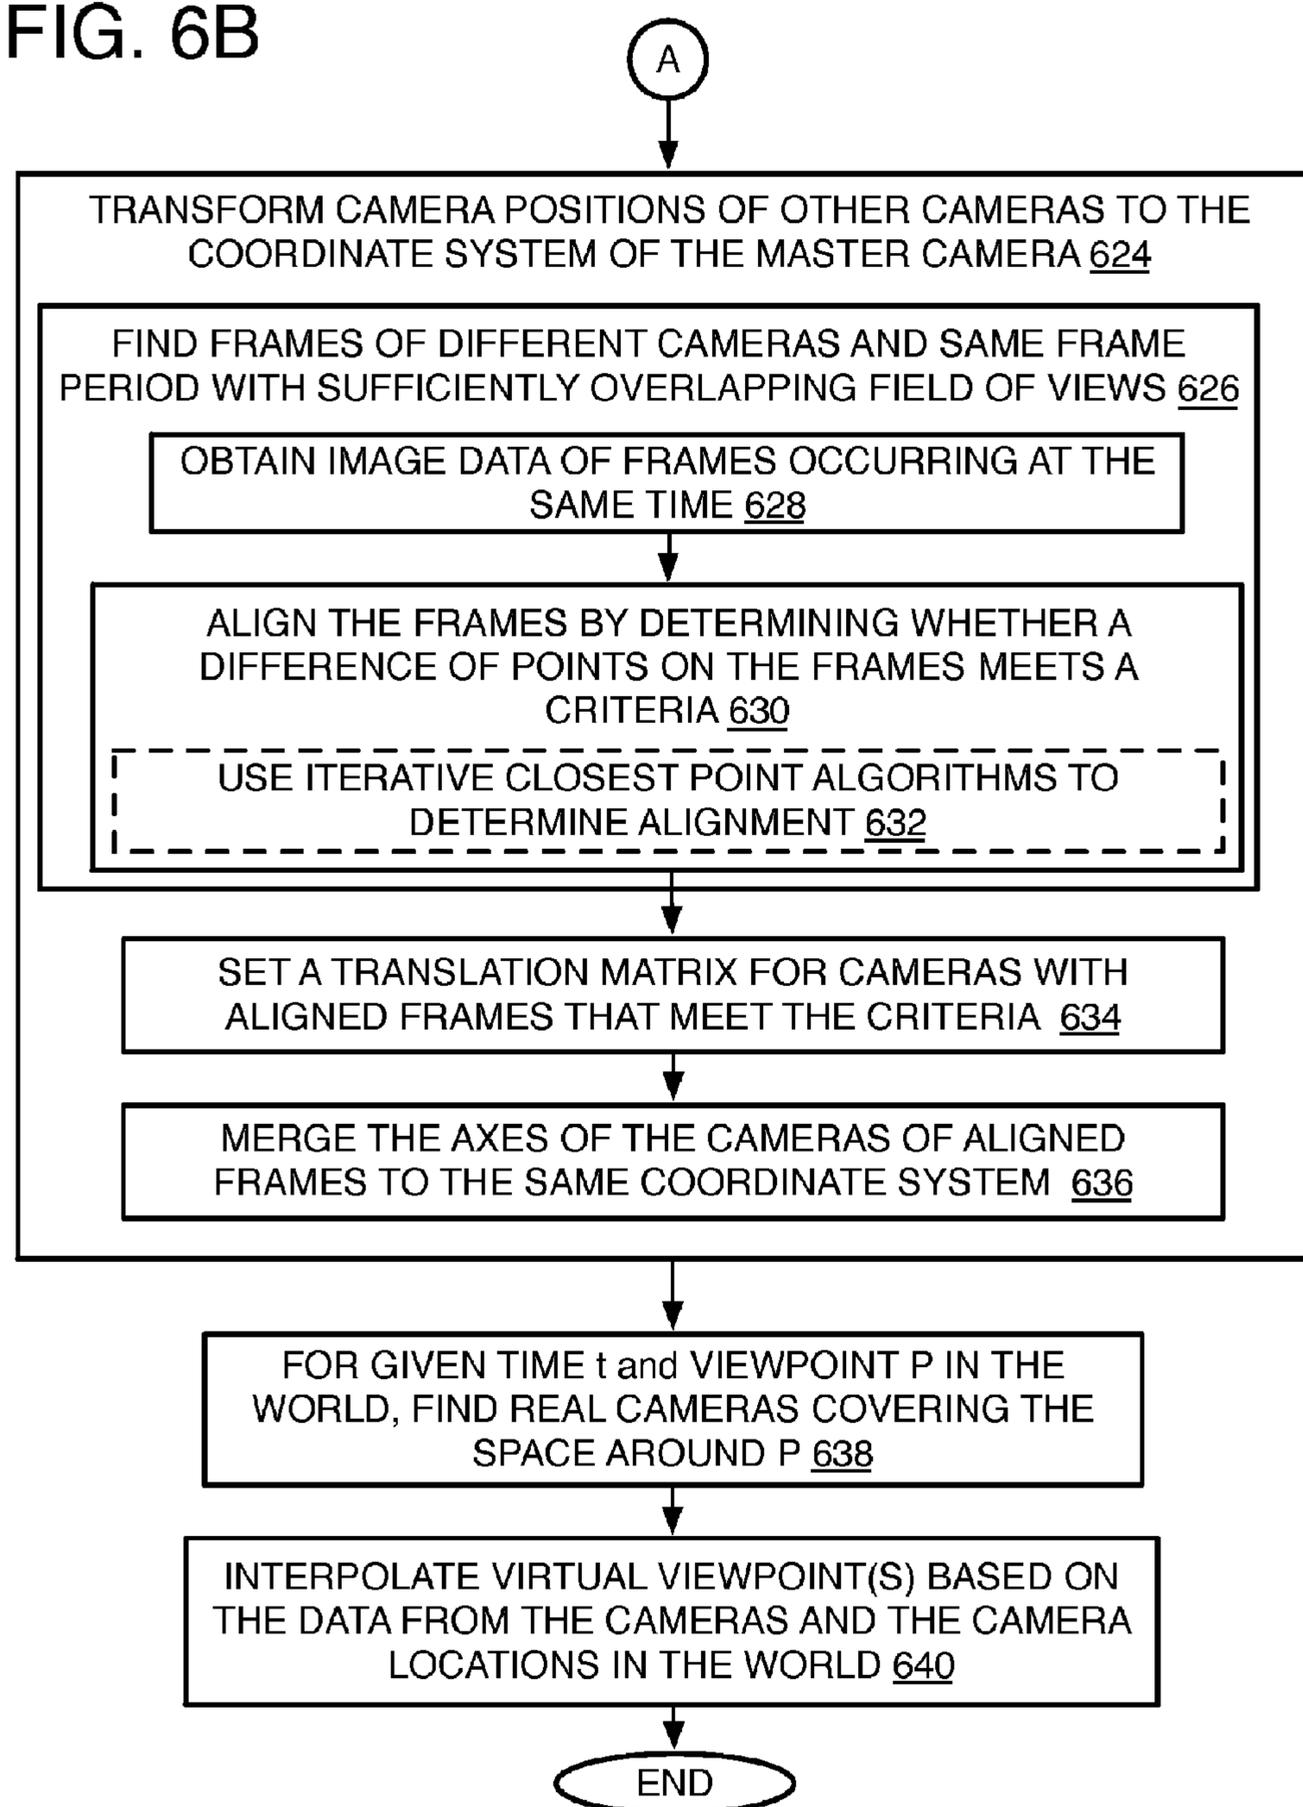 FIG. 6B
A
TRANSFORM CAMERA POSITIONS OF OTHER CAMERAS TO THE
COORDINATE SYSTEM OF THE MASTER CAMERA 624
FIND FRAMES OF DIFFERENT CAMERAS AND SAME FRAME
PERIOD WITH SUFFICIENTLY OVERLAPPING FIELD OF VIEWS 626
OBTAIN IMAGE DATA OF FRAMES OCCURRING AT THE
SAME TIME 628
ALIGN THE FRAMES BY DETERMINING WHETHER A
DIFFERENCE OF POINTS ON THE FRAMES MEETS A
CRITERIA 630
USE ITERATIVE CLOSEST POINT ALGORITHMS TO
DETERMINE ALIGNMENT 632
SET A TRANSLATION MATRIX FOR CAMERAS WITH
ALIGNED FRAMES THAT MEET THE CRITERIA 634
MERGE THE AXES OF THE CAMERAS OF ALIGNED
FRAMES TO THE SAME COORDINATE SYSTEM 636
FOR GIVEN TIME t and VIEWPOINT P IN THE
WORLD, FIND REAL CAMERAS COVERING THE
SPACE AROUND P 638
INTERPOLATE VIRTUAL VIEWPOINT(S) BASED ON
THE DATA FROM THE CAMERAS AND THE CAMERA
LOCATIONS IN THE WORLD 640
END